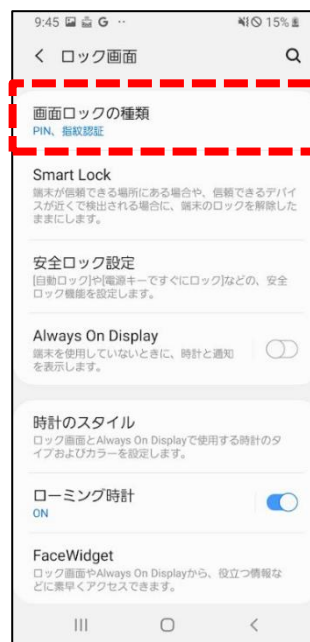 9:45 G 15%
ロック画面
画面ロックの種類
PIN、指紋認証
Smart Lock
端末が信頼できる場所にある場合や、信頼できるデバイ
スが近くで検出される場合に、端末のロックを解除した
ままにします。
安全ロック設定
[自動ロック]や[電源キーですぐにロック]などの、安全
ロック機能を設定します。
Always On Display
端末を使用していないときに、時計と通知
を表示します。
時計のスタイル
ロック画面とAlways On Displayで使用する時計のタ
イプおよびカラーを設定します。
ローミング時計
ON
FaceWidget
ロック画面やAlways On Displayから、役立つ情報な
どに素早くアクセスできます。